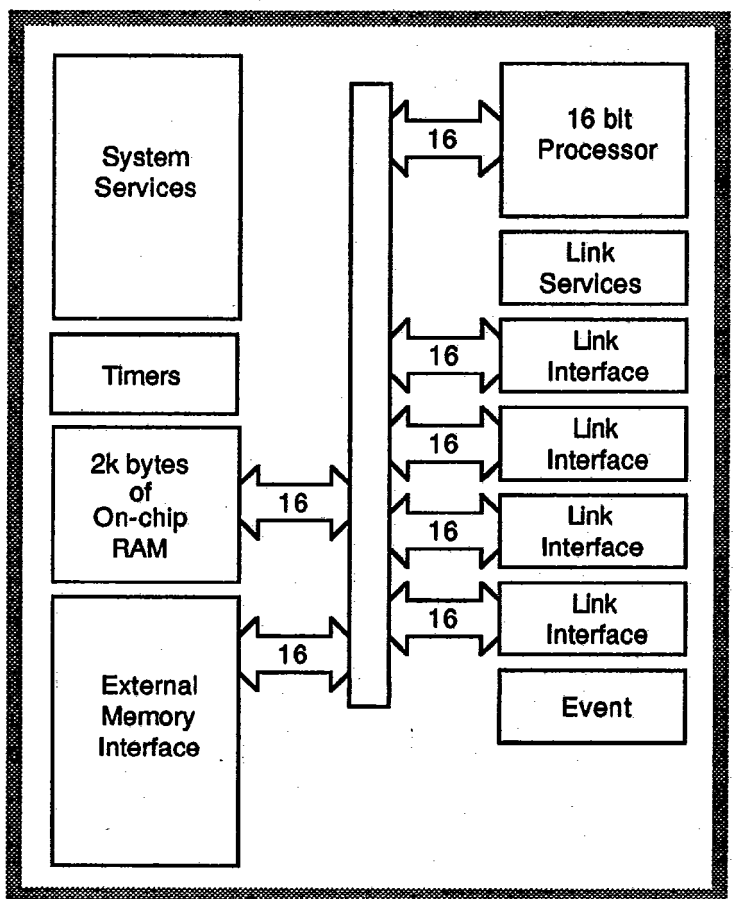 System
Services
Timers
2k bytes
of
On-chip
RAM
16
External
Memory
Interface
16
16
16 bit
Processor
Link
Services
16
Link
Interface
16
Link
Interface
16
Link
Interface
16
Link
Interface
Event